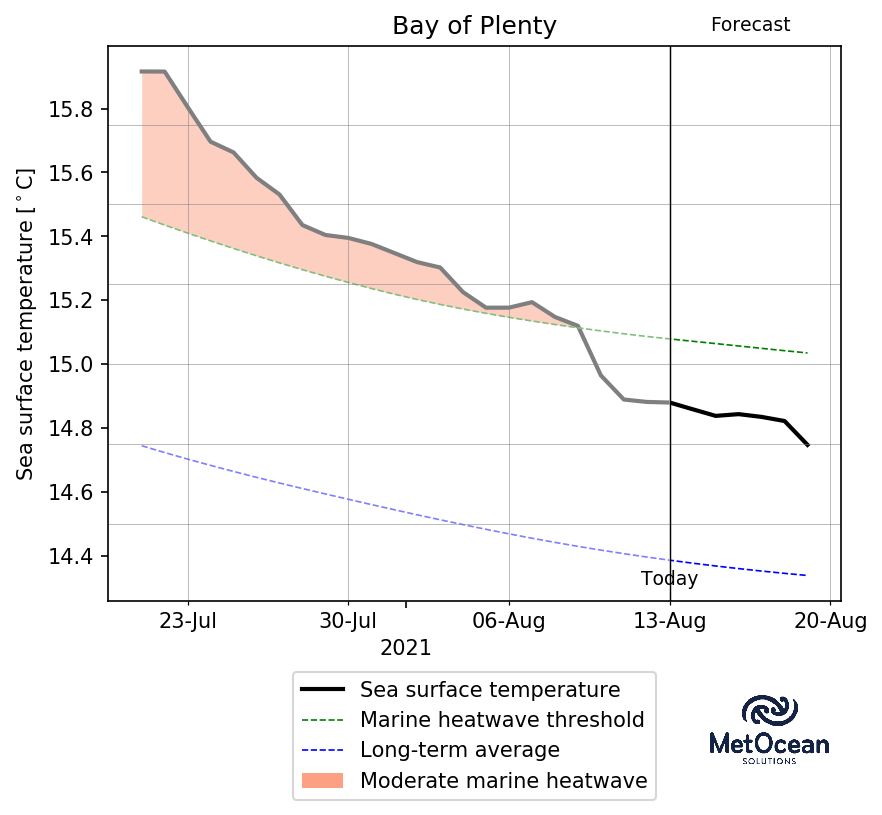 Bay of Plenty
Forecast
Sea surface temperature [°C]
15.8
15.6
15.4
15.2
15.0
14.8
14.6
14.4
Today
23-Jul 30-Jul 06-Aug 13-Aug 20-Aug
2021
Sea surface temperature
Marine heatwave threshold
Long-term average
Moderate marine heatwave
MetOcean
SOLUTIONS